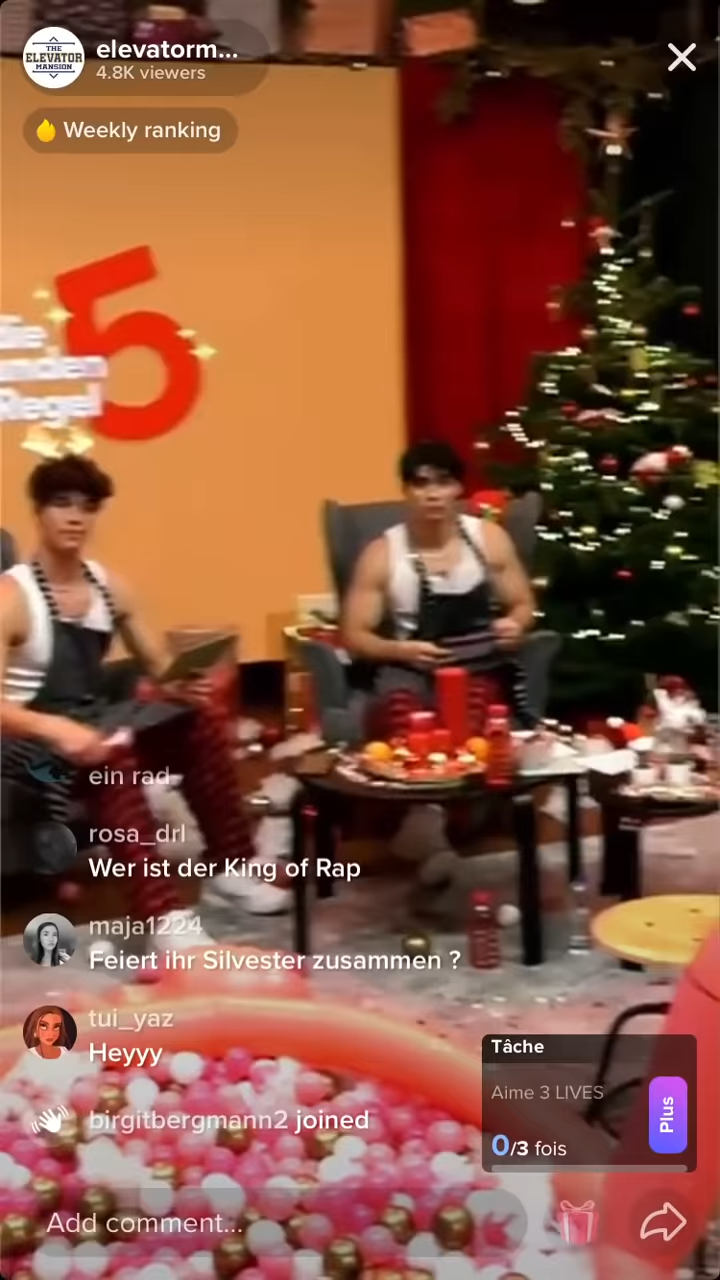 THE
ELEVATOR
MANSION
elevatorm...
4.8K viewers
Weekly ranking
5
Regel
ein rad
rosa_drl
Wer ist der King of Rap
maja1224
Feiert ihr Silvester zusammen ?
tui_yaz
Heyyy
birgitbergmann2 joined
Tâche
Aime 3 LIVES
Plus
0/3 fois
Add comment...